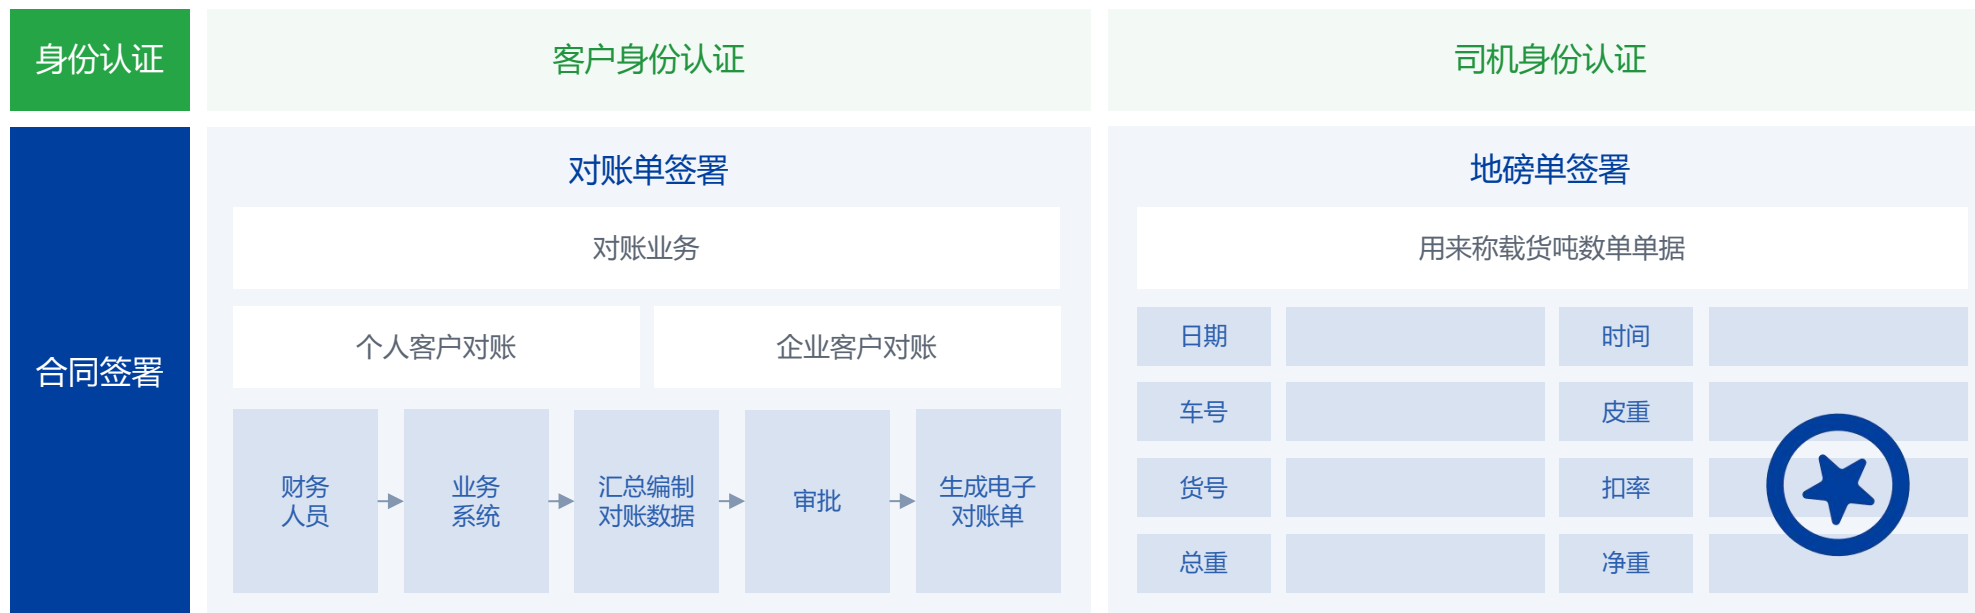 身份认证
客户身份认证
司机身份认证
合同签署
对账单签署
对账业务
个人客户对账
企业客户对账
财务
人员
业务
系统
汇总编制
对账数据
审批
生成电子
对账单
地磅单签署
用来称载货吨数单单据
日期
时间
车号
皮重
货号
扣率
总重
净重